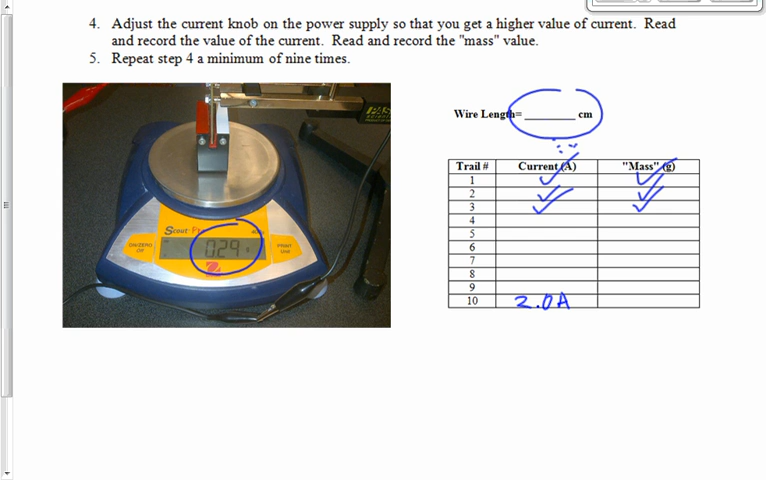 4. Adjust the current knob on the power supply so that you get a higher value of current. Read
and record the value of the current. Read and record the "mass" value.
5. Repeat step 4 a minimum of nine times.
PAS
Scout Pro
ON/ZERO
Off
029
PRINT
Unit
Wire Length= ________ cm
Trail # Current (A) "Mass" (g)
1
2
3
4
5
6
7
8
9
10 2.0A